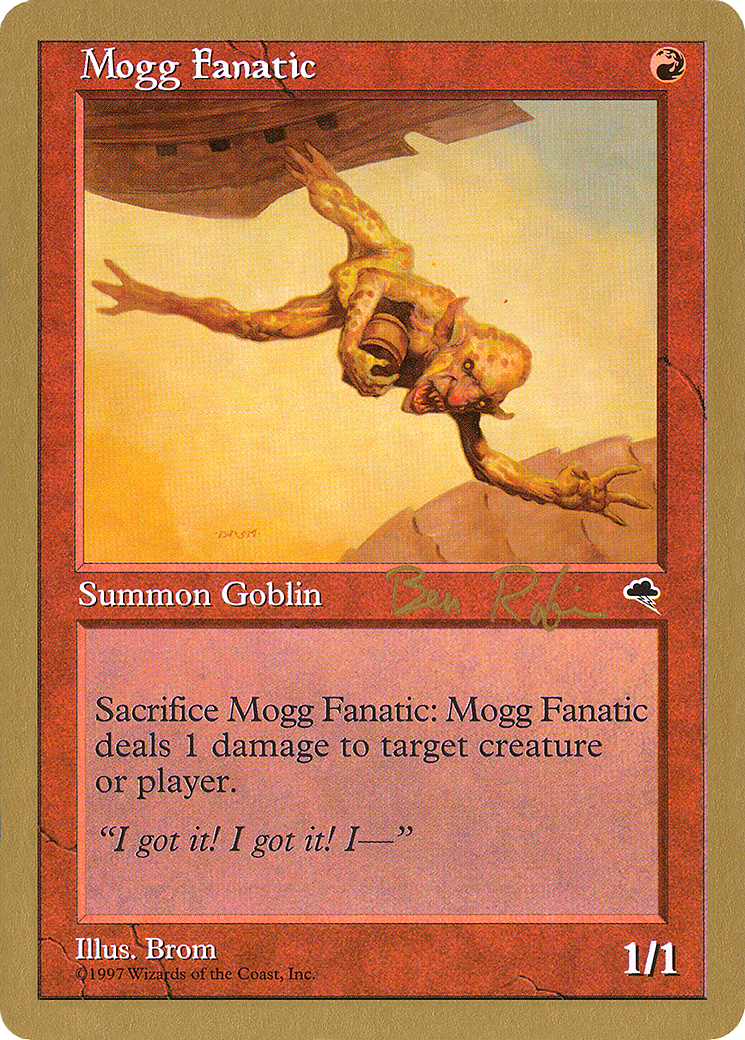 Mogg Fanatic
BROM
Summon Goblin
Ben Rubin
Sacrifice Mogg Fanatic: Mogg Fanatic
deals 1 damage to target creature
or player.
“I got it! I got it! I—”
Illus. Brom
©1997 Wizards of the Coast, Inc.
1/1